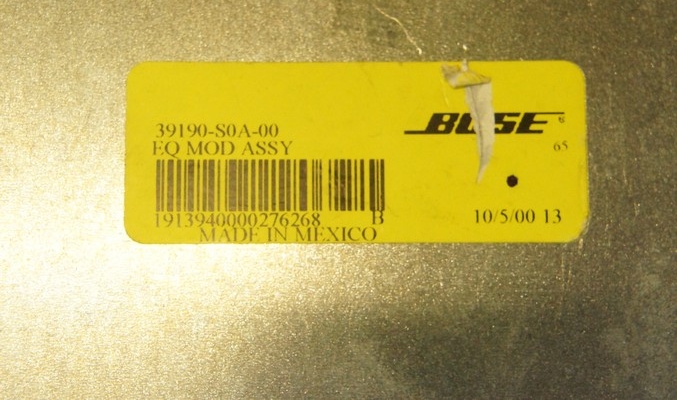 39190-S0A-00
BOSE
EQ MOD ASSY
65
1913940000276268 B
10/5/00 13
MADE IN MEXICO